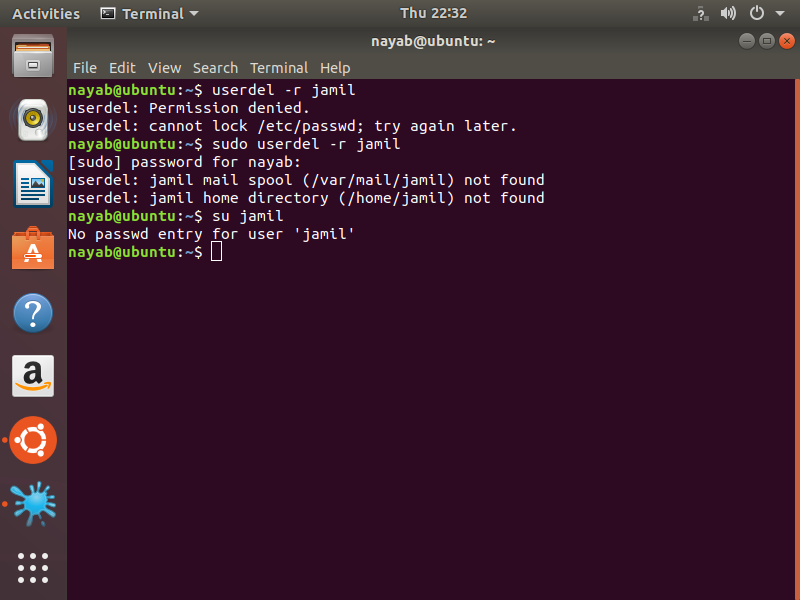 Activities Terminal Thu 22:32
nayab@ubuntu: ~
File Edit View Search Terminal Help
nayab@ubuntu:~$ userdel -r jamil
userdel: Permission denied.
userdel: cannot lock /etc/passwd; try again later.
nayab@ubuntu:~$ sudo userdel -r jamil
[sudo] password for nayab:
userdel: jamil mail spool (/var/mail/jamil) not found
userdel: jamil home directory (/home/jamil) not found
nayab@ubuntu:~$ su jamil
No passwd entry for user 'jamil'
nayab@ubuntu:~$